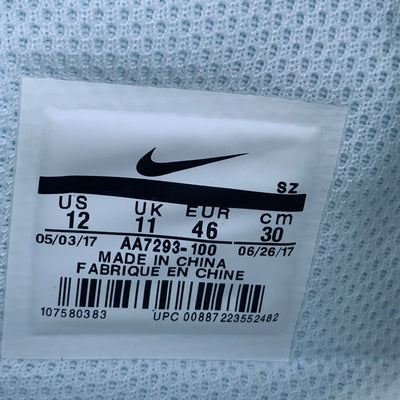 SZ
US UK EUR cm
12 11 46 30
05/03/17 AA7293-100 06/26/17
MADE IN CHINA
FABRIQUE EN CHINE
107580383 UPC 00887223552482